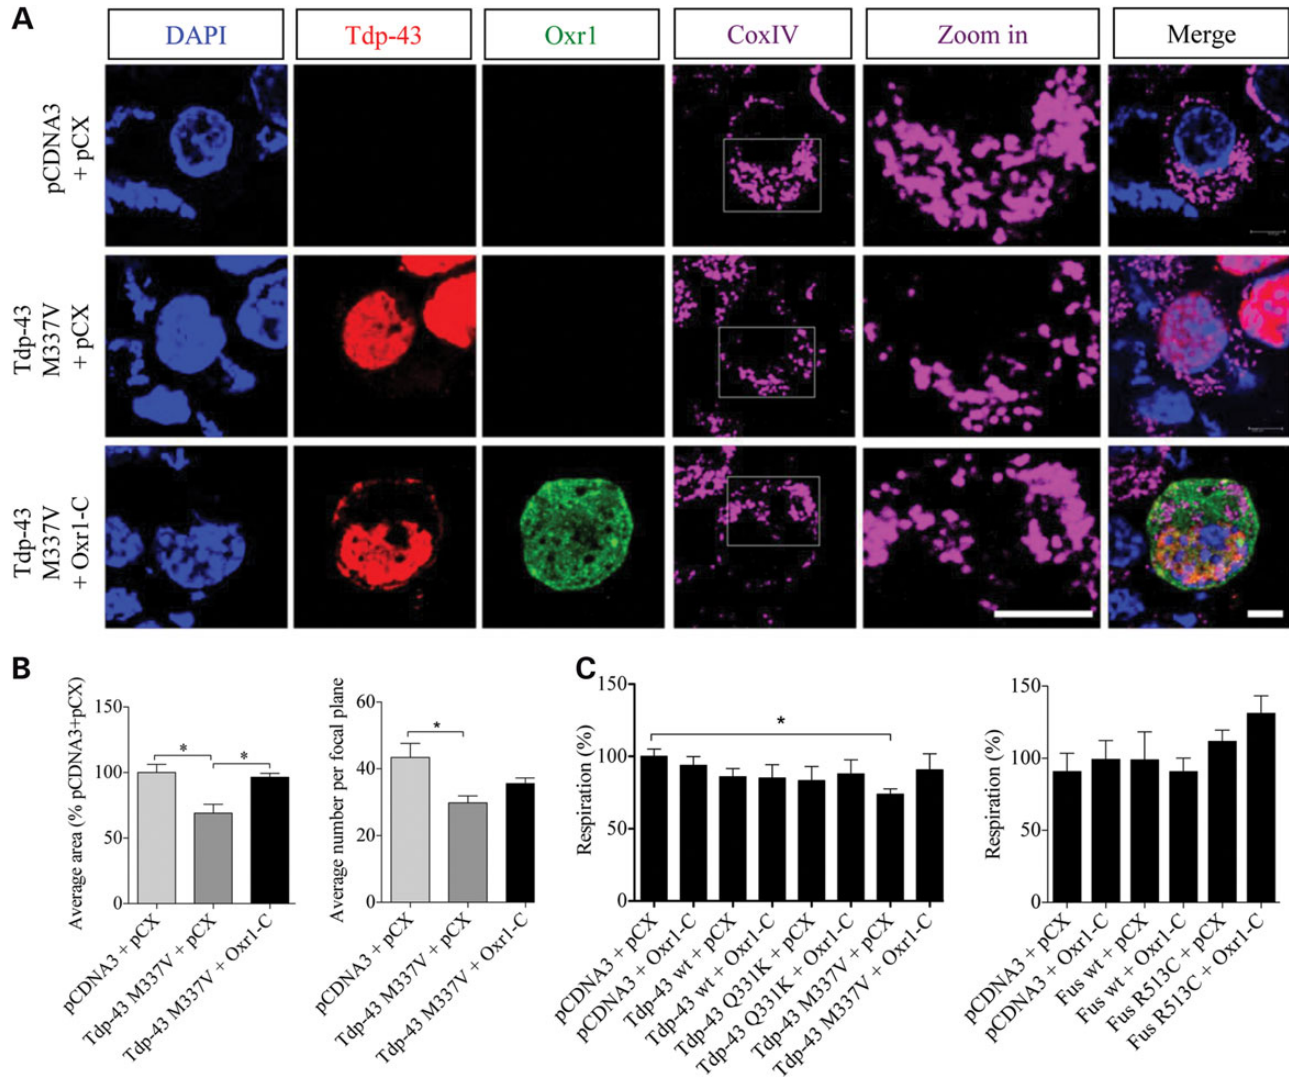 A
DAPI
Tdp-43
Oxr1
CoxIV
Zoom in
Merge
pCDNA3
+ pCX
Tdp-43
M337V
+ pCX
Tdp-43
M337V
+ Oxr1-C
B
Average area (% pCDNA3+pCX)
150
100
50
0
*
*
pCDNA3 + pCX
Tdp-43 M337V + pCX
Tdp-43 M337V + Oxr1-C
Average number per focal plane
60
40
20
0
*
pCDNA3 + pCX
Tdp-43 M337V + pCX
Tdp-43 M337V + Oxr1-C
C
Respiration (%)
150
100
50
0
*
pCDNA3 + pCX
pCDNA3 + Oxr1-C
Tdp-43 wt + pCX
Tdp-43 wt + Oxr1-C
Tdp-43 Q331K + pCX
Tdp-43 Q331K + Oxr1-C
Tdp-43 M337V + pCX
Tdp-43 M337V + Oxr1-C
Respiration (%)
150
100
50
0
pCDNA3 + pCX
pCDNA3 + Oxr1-C
Fus wt + pCX
Fus wt + Oxr1-C
Fus R513C + pCX
Fus R513C + Oxr1-C